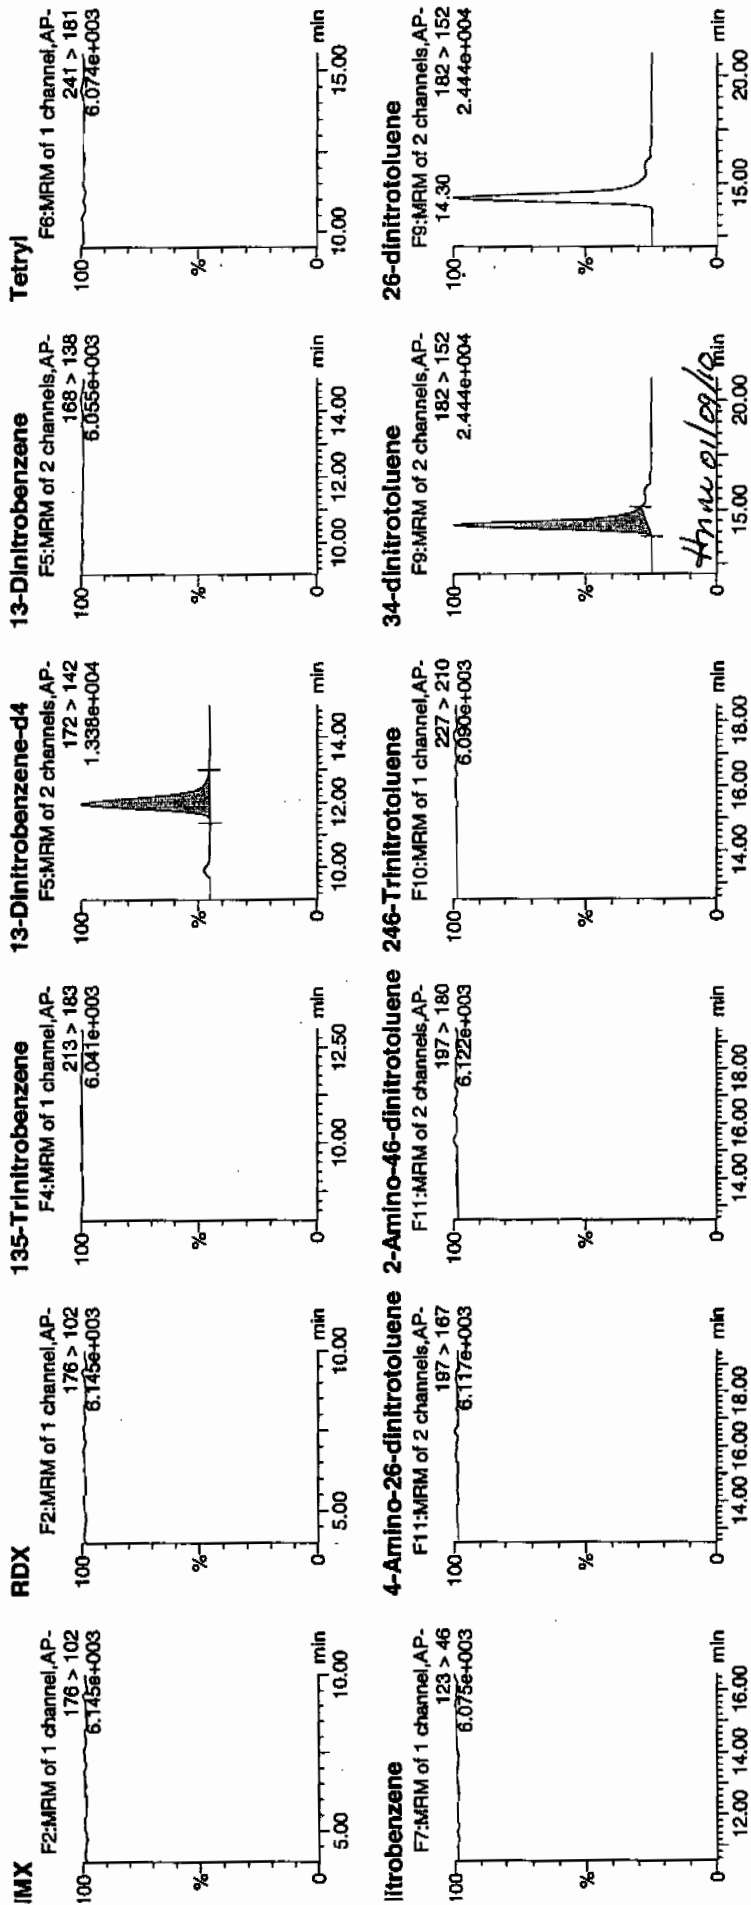 IMX
F2:MRM of 1 channel,AP-
176 > 102
6.145e+003
100
%
0
5.00 10.00 min
RDX
F2:MRM of 1 channel,AP-
176 > 102
6.145e+003
100
%
0
5.00 10.00 min
135-Trinitrobenzene
F4:MRM of 1 channel,AP-
213 > 183
6.041e+003
100
%
0
10.00 12.50 min
13-Dinitrobenzene-d4
F5:MRM of 2 channels,AP-
172 > 142
1.338e+004
100
%
0
10.00 12.00 14.00 min
13-Dinitrobenzene
F5:MRM of 2 channels,AP-
168 > 138
6.055e+003
100
%
0
10.00 12.00 14.00 min
Tetryl
F6:MRM of 1 channel,AP-
241 > 181
6.074e+003
100
%
0
10.00 15.00 min
litrobenzene
F7:MRM of 1 channel,AP-
123 > 46
6.075e+003
100
%
0
12.00 14.00 16.00 min
4-Amino-26-dinitrotoluene
F11:MRM of 2 channels,AP-
197 > 167
6.117e+003
100
%
0
14.00 16.00 18.00 min
2-Amino-46-dinitrotoluene
F11:MRM of 2 channels,AP-
197 > 180
6.122e+003
100
%
0
14.00 16.00 18.00 min
246-Trinitrotoluene
F10:MRM of 1 channel,AP-
227 > 210
6.090e+003
100
%
0
14.00 16.00 18.00 min
34-dinitrotoluene
F9:MRM of 2 channels,AP-
182 > 152
2.444e+004
100
%
0
01/09/10
15.00 20.00 min
26-dinitrotoluene
F9:MRM of 2 channels,AP-
14.30
182 > 152
2.444e+004
100
%
0
15.00 20.00 min